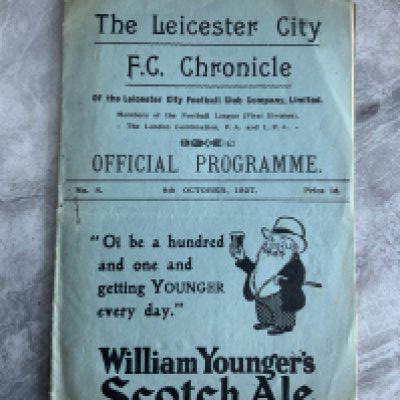 The Leicester City
F.C. Chronicle
Of the Leicester City Football Club Company, Limited.
Members of the Football League (First Division),
- The London Combination, F.A. and L.F.A. -
OFFICIAL PROGRAMME.
No. 8. 8th OCTOBER, 1927. Price 1d.
"Oi be a hundred
and one and
getting YOUNGER
every day."
William Younger's
Scotch Ale